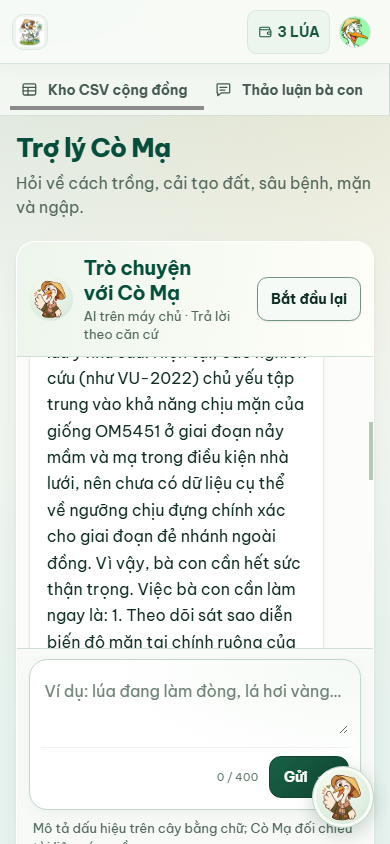 3 LÚA
Kho CSV cộng đồng
Thảo luận bà con
Trợ lý Cò Mạ
Hỏi về cách trồng, cải tạo đất, sâu bệnh, mặn
và ngập.
Trò chuyện
với Cò Mạ
AI trên máy chủ · Trả lời
theo căn cứ
Bắt đầu lại
cứu (như VU-2022) chủ yếu tập
trung vào khả năng chịu mặn của
giống OM5451 ở giai đoạn nảy
mầm và mạ trong điều kiện nhà
lưới, nên chưa có dữ liệu cụ thể
về ngưỡng chịu đựng chính xác
cho giai đoạn đẻ nhánh ngoài
đồng. Vì vậy, bà con cần hết sức
thận trọng. Việc bà con cần làm
ngay là: 1. Theo dõi sát sao diễn
biến độ mặn tại chính ruộng của
Ví dụ: lúa đang làm đòng, lá hơi vàng...
0 / 400
Gửi
Mô tả dấu hiệu trên cây bằng chữ; Cò Mạ đối chiếu